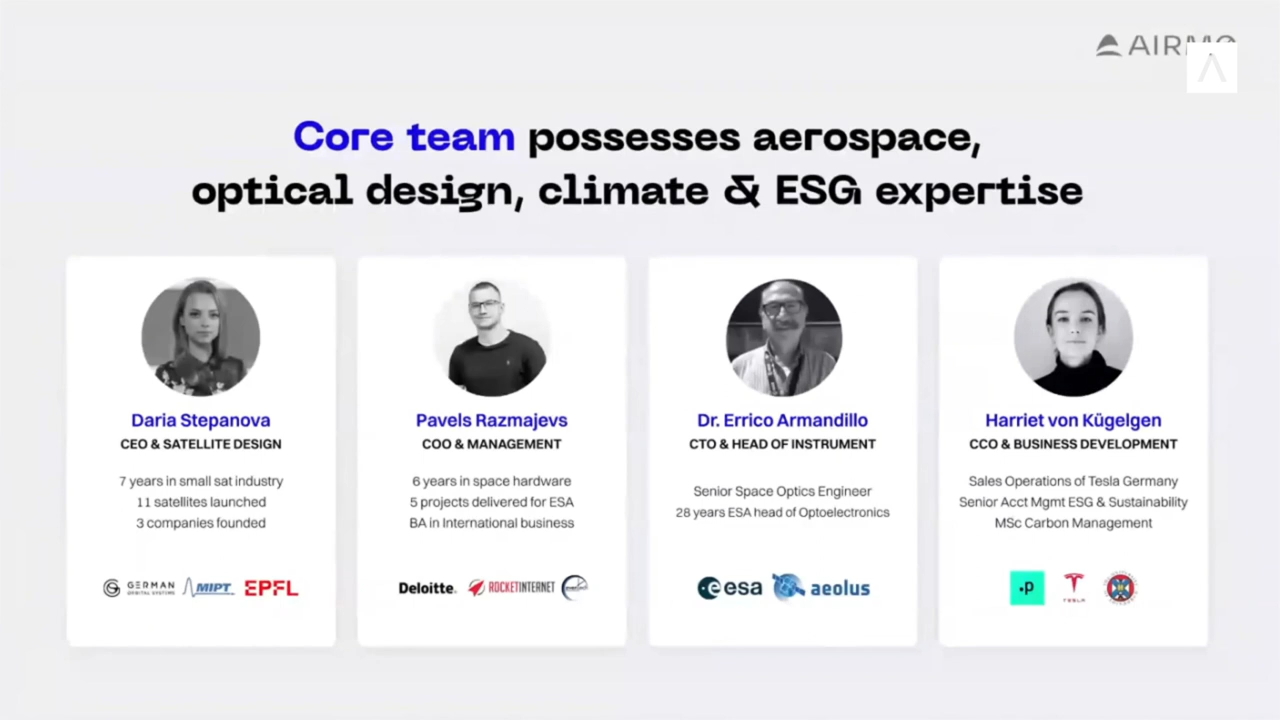 AIRMO
Core team possesses aerospace,
optical design, climate & ESG expertise
Daria Stepanova
CEO & SATELLITE DESIGN
7 years in small sat industry
11 satellites launched
3 companies founded
GERMAN
ORBITAL SYSTEMS
MIPT
EPFL
Pavels Razmajevs
COO & MANAGEMENT
6 years in space hardware
5 projects delivered for ESA
BA in International business
Deloitte.
ROCKET INTERNET
Dr. Errico Armandillo
CTO & HEAD OF INSTRUMENT
Senior Space Optics Engineer
28 years ESA head of Optoelectronics
esa
aeolus
Harriet von Kügelgen
CCO & BUSINESS DEVELOPMENT
Sales Operations of Tesla Germany
Senior Acct Mgmt ESG & Sustainability
MSc Carbon Management
.p
TESLA